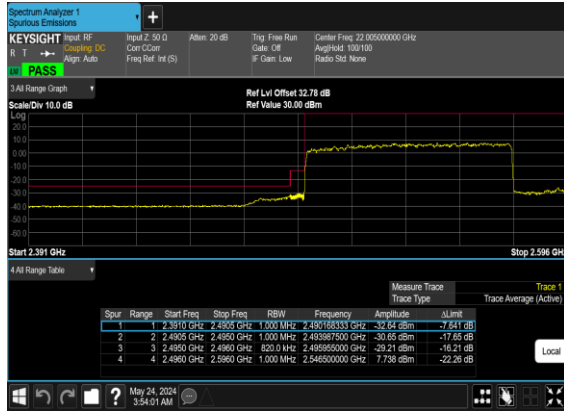 Spectrum Analyzer 1
Spurious Emissions
+
KEYSIGHT Input: RF Input Z: 50 Ω Atten: 20 dB Trig: Free Run Center Freq: 22.005000000 GHz
R T Coupling: DC Corr CCorr Gate: Off Avg|Hold: 100/100
Align: Auto Freq Ref: Int (S) IF Gain: Low Radio Std: None
PASS
3 All Range Graph
Ref Lvl Offset 32.78 dB
Scale/Div 10.0 dB Ref Value 30.00 dBm
Log
20.0
10.0
0.00
-10.0
-20.0
-30.0
-40.0
-50.0
-60.0
Start 2.391 GHz Stop 2.596 GH
4 All Range Table
Measure Trace Trace 1
Trace Type Trace Average (Active)
Spur Range Start Freq Stop Freq RBW Frequency Amplitude ΔLimit
1 1 2.3910 GHz 2.4905 GHz 1.000 MHz 2.490168333 GHz -32.64 dBm -7.641 dB
2 2 2.4905 GHz 2.4950 GHz 1.000 MHz 2.493987500 GHz -30.65 dBm -17.65 dB
3 3 2.4950 GHz 2.4960 GHz 820.0 kHz 2.495955000 GHz -29.21 dBm -16.21 dB
4 4 2.4960 GHz 2.5960 GHz 1.000 MHz 2.546500000 GHz 7.738 dBm -22.26 dB
Local
?
May 24, 2024
3:54:01 AM